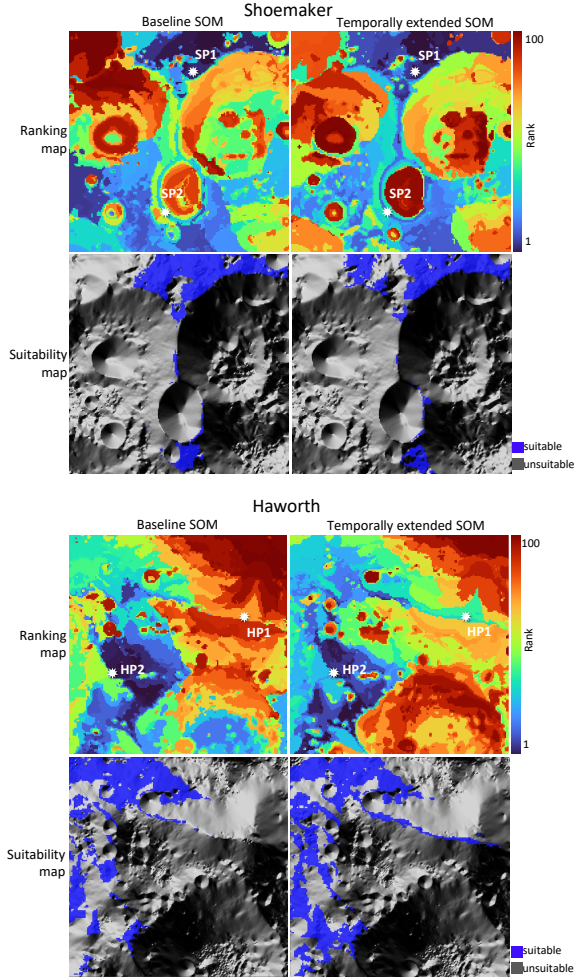 Shoemaker
Baseline SOM
Temporally extended SOM
Ranking
map
SP1
SP2
SP1
SP2
100
Rank
1
Suitability
map
suitable
unsuitable
Haworth
Baseline SOM
Temporally extended SOM
Ranking
map
HP1
HP2
HP1
HP2
100
Rank
1
Suitability
map
suitable
unsuitable